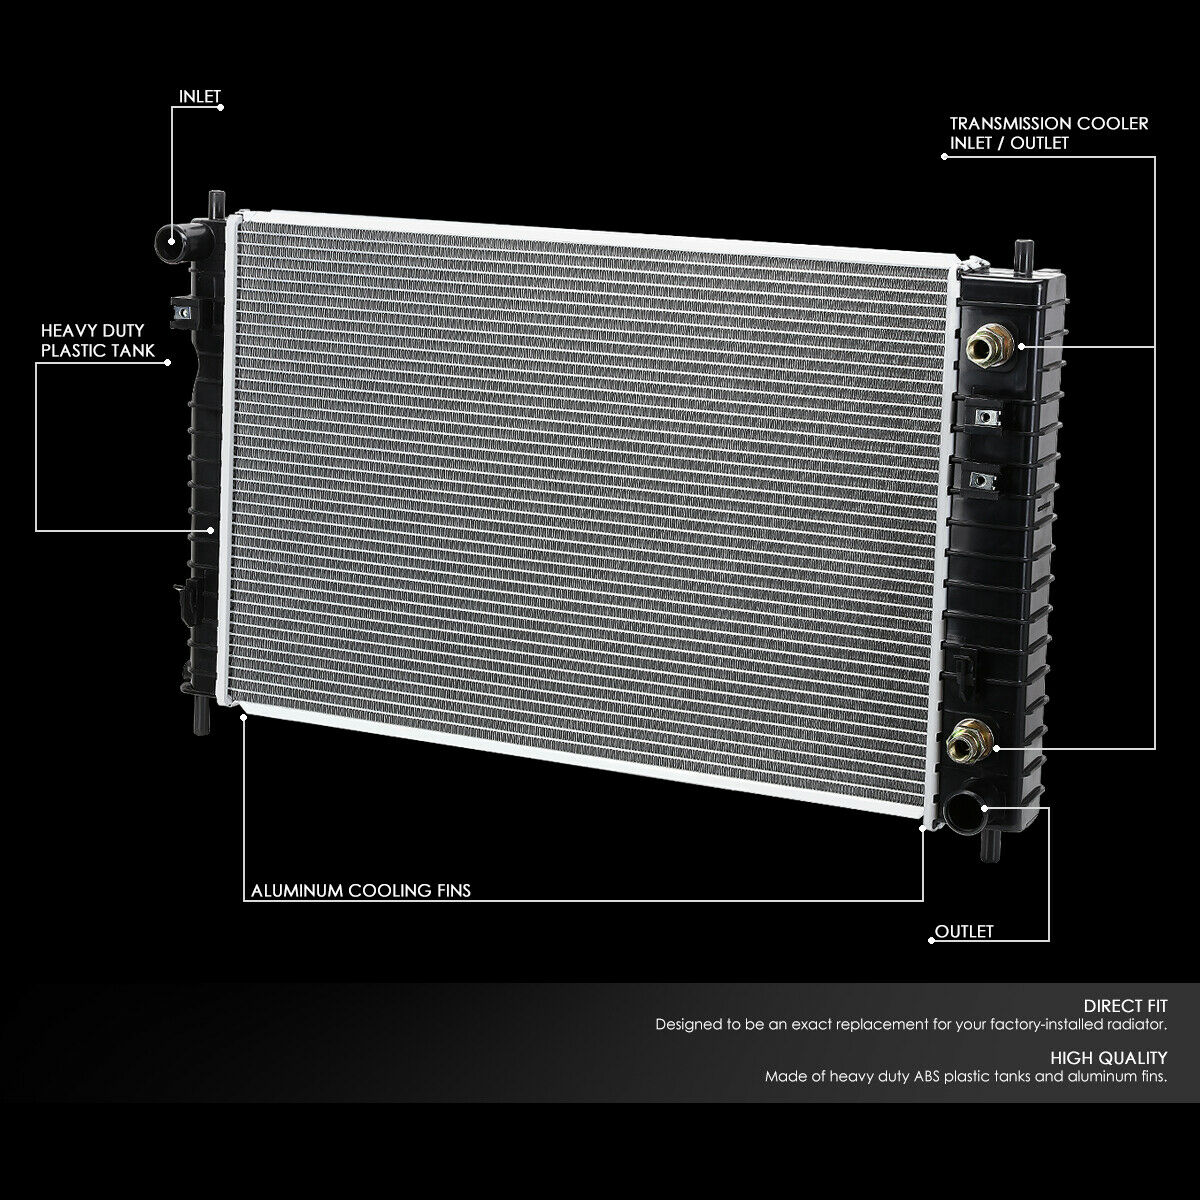 INLET
TRANSMISSION COOLER
INLET / OUTLET
HEAVY DUTY
PLASTIC TANK
ALUMINUM COOLING FINS
OUTLET
DIRECT FIT
Designed to be an exact replacement for your factory-installed radiator.
HIGH QUALITY
Made of heavy duty ABS plastic tanks and aluminum fins.